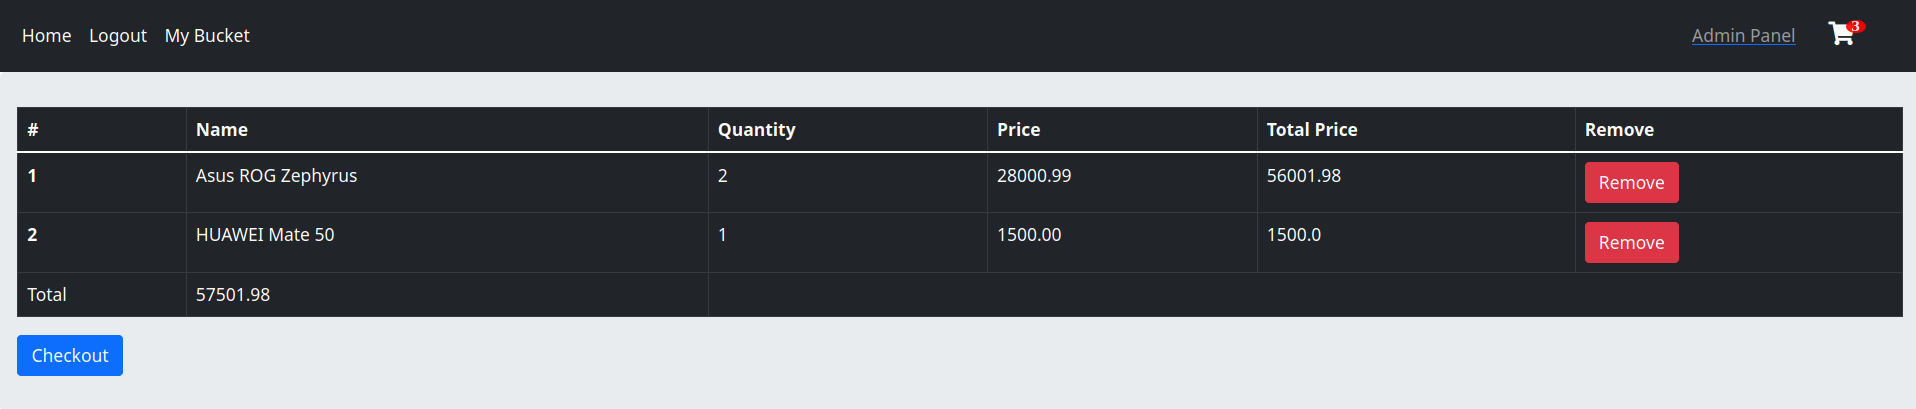 Home Logout My Bucket Admin Panel 3
# Name Quantity Price Total Price Remove
1 Asus ROG Zephyrus 2 28000.99 56001.98 Remove
2 HUAWEI Mate 50 1 1500.00 1500.0 Remove
Total 57501.98
Checkout